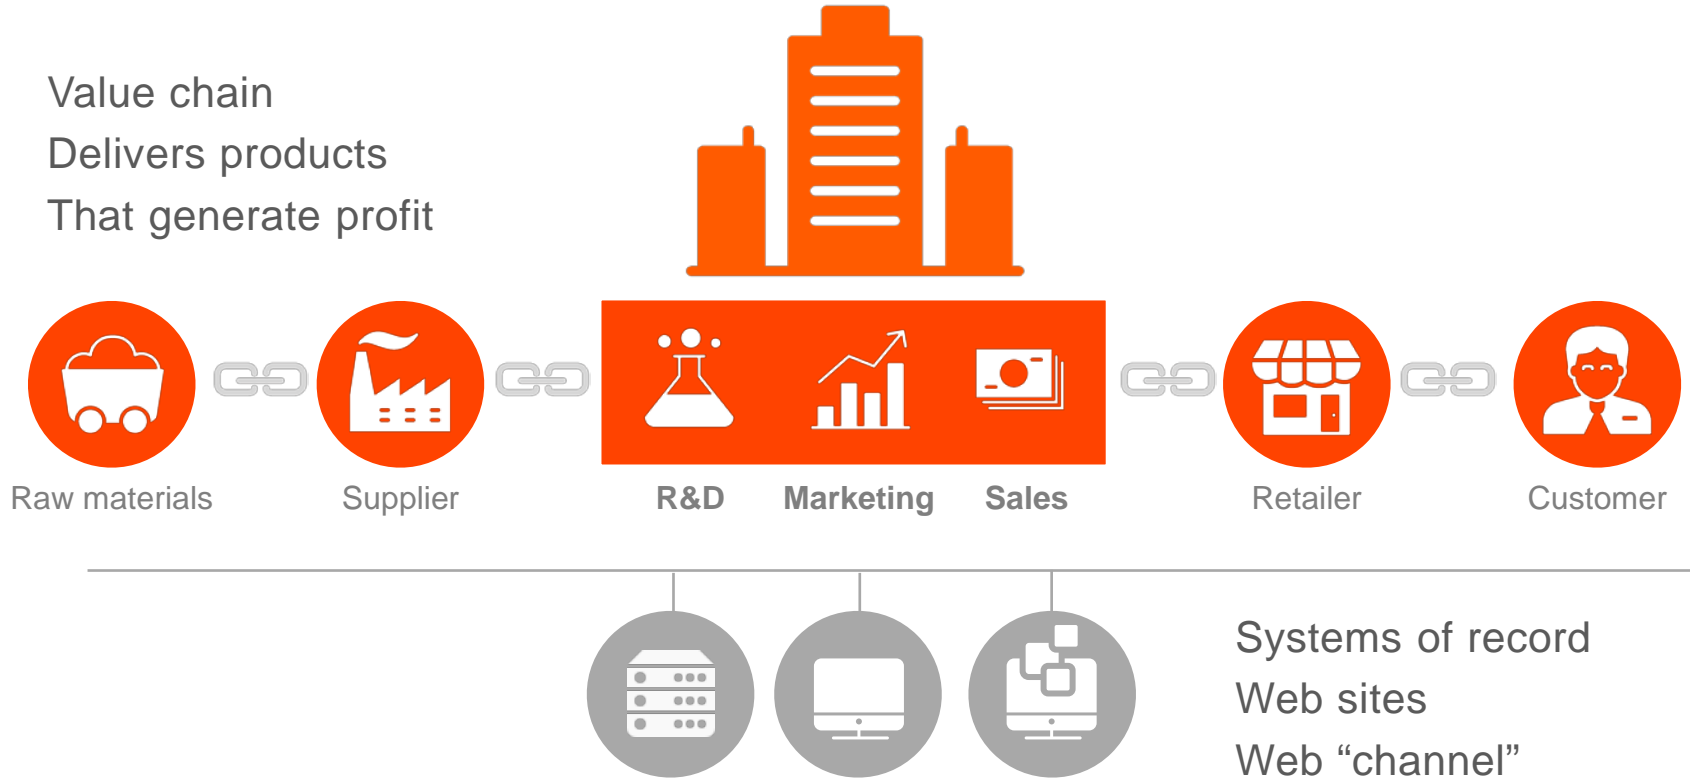 Value chain
Delivers products
That generate profit
Raw materials
Supplier
R&D
Marketing
Sales
Retailer
Customer
Systems of record
Web sites
Web “channel”